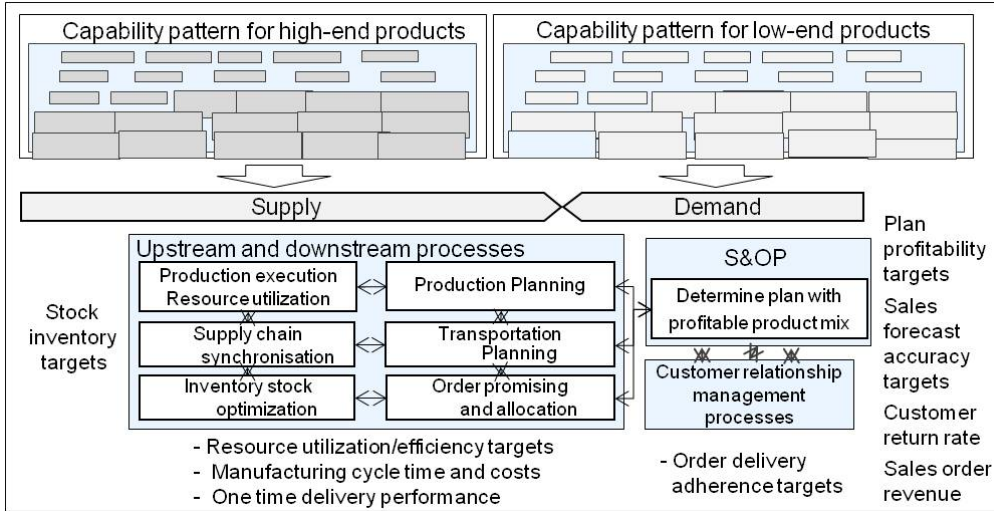 Capability pattern for high-end products
Capability pattern for low-end products
Supply
Demand
Upstream and downstream processes
Production execution
Resource utilization
Production Planning
Supply chain
synchronisation
Transportation
Planning
Inventory stock
optimization
Order promising
and allocation
Stock
inventory
targets
S&OP
Determine plan with
profitable product mix
Customer relationship
management
processes
Plan
profitability
targets
Sales
forecast
accuracy
targets
Customer
return rate
Sales order
revenue
- Resource utilization/efficiency targets
- Manufacturing cycle time and costs
- One time delivery performance
- Order delivery
adherence targets